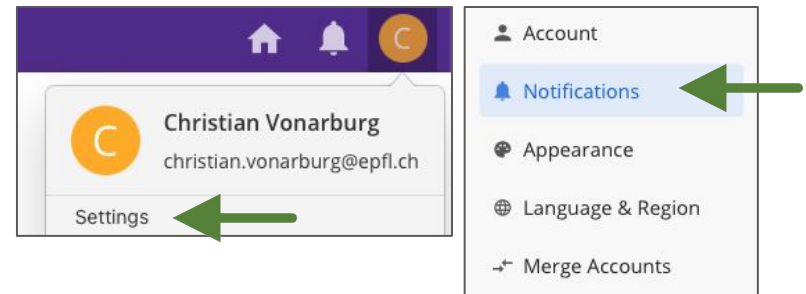 C
C
Christian Vonarburg
christian.vonarburg@epfl.ch
Settings
Account
Notifications
Appearance
Language & Region
Merge Accounts